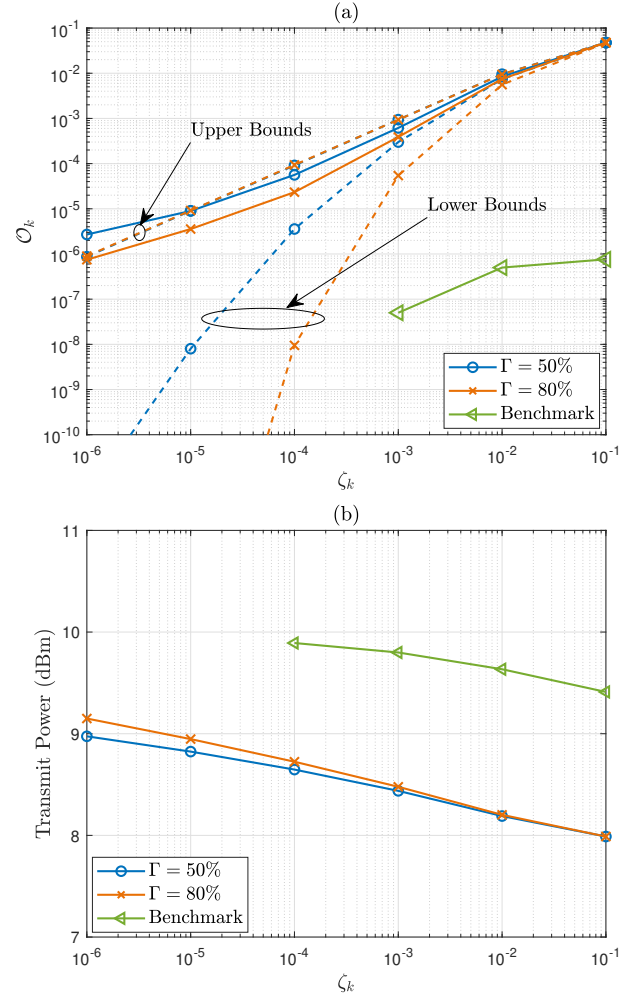 (a)
10^-1
10^-2
10^-3
10^-4
10^-5
10^-6
10^-7
10^-8
10^-9
10^-10
𝒪_k
Upper Bounds
Lower Bounds
Γ = 50%
Γ = 80%
Benchmark
10^-6 10^-5 10^-4 10^-3 10^-2 10^-1
ζ_k
(b)
11
10
9
8
7
Transmit Power (dBm)
Γ = 50%
Γ = 80%
Benchmark
10^-6 10^-5 10^-4 10^-3 10^-2 10^-1
ζ_k